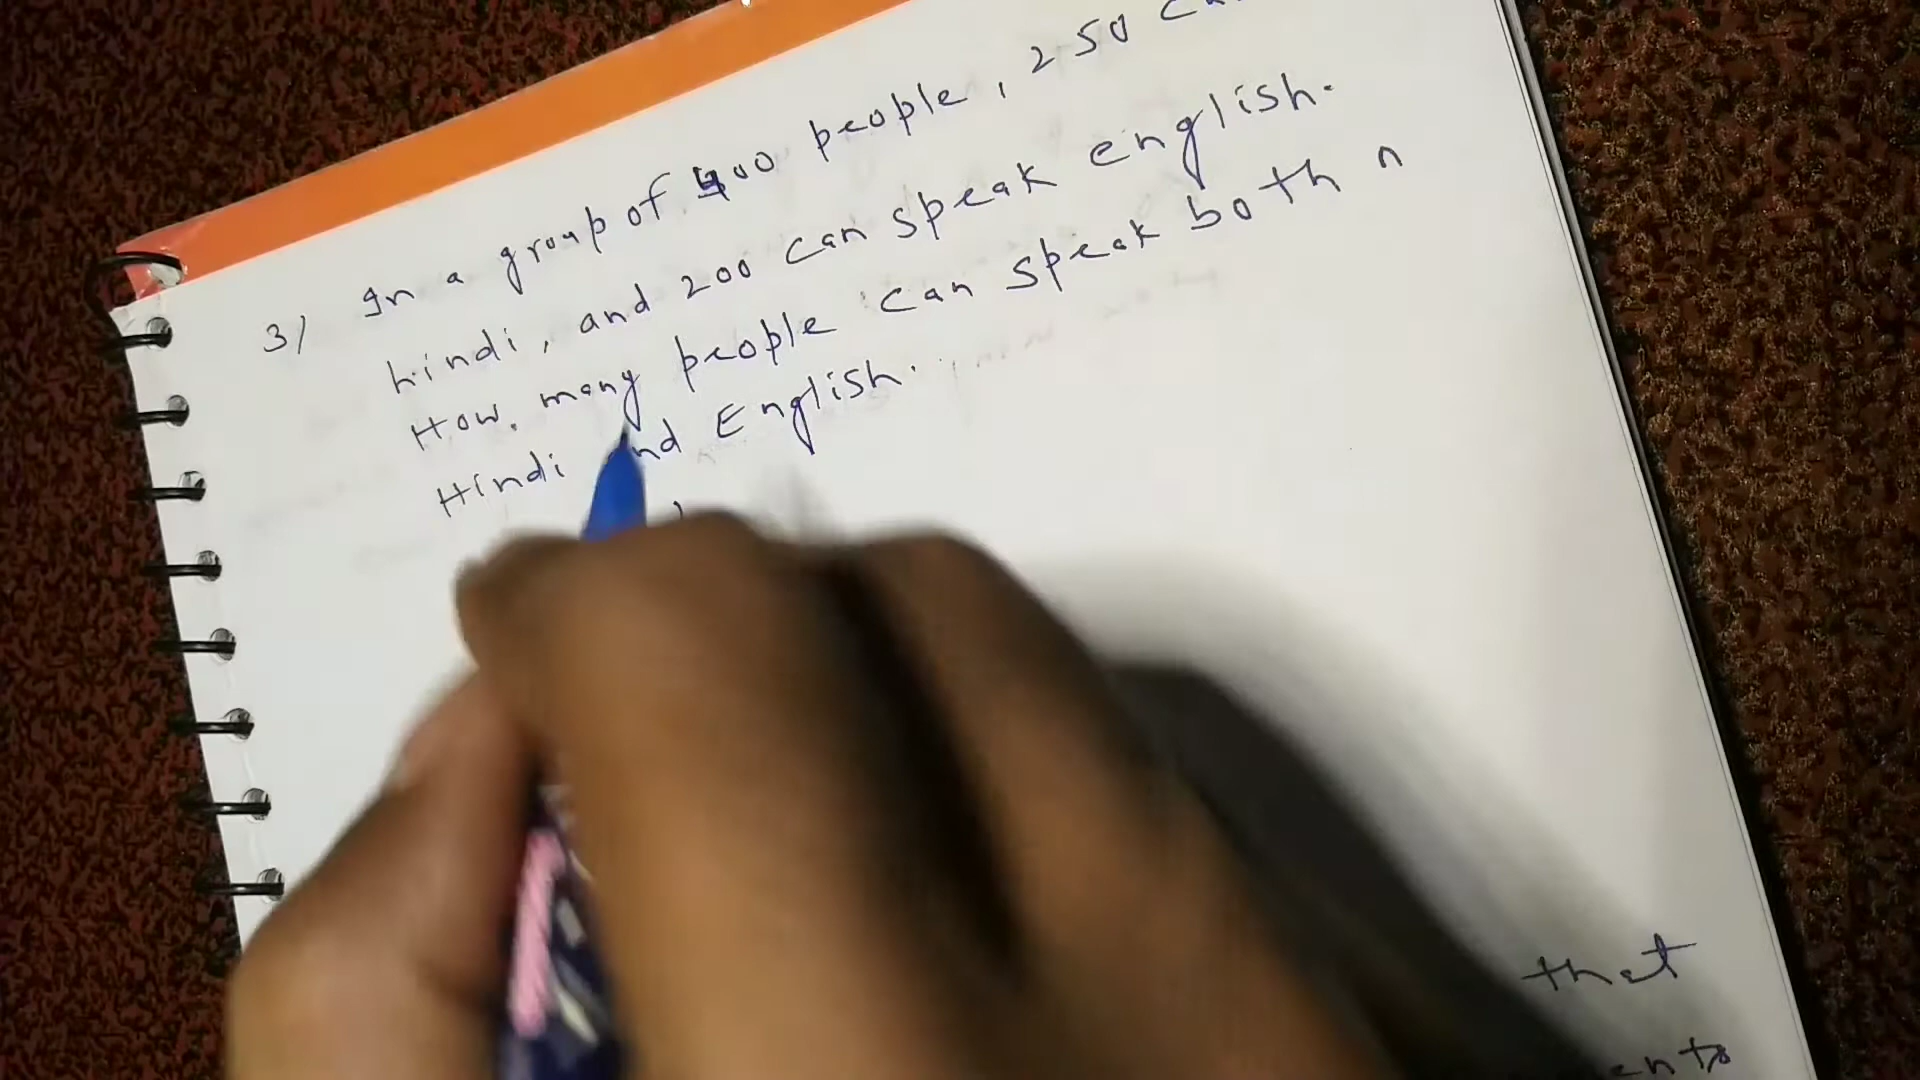 3/ In a group of 400 people, 250
hindi, and 200 can speak english.
How many people can speak both n
Hindi and English.
that